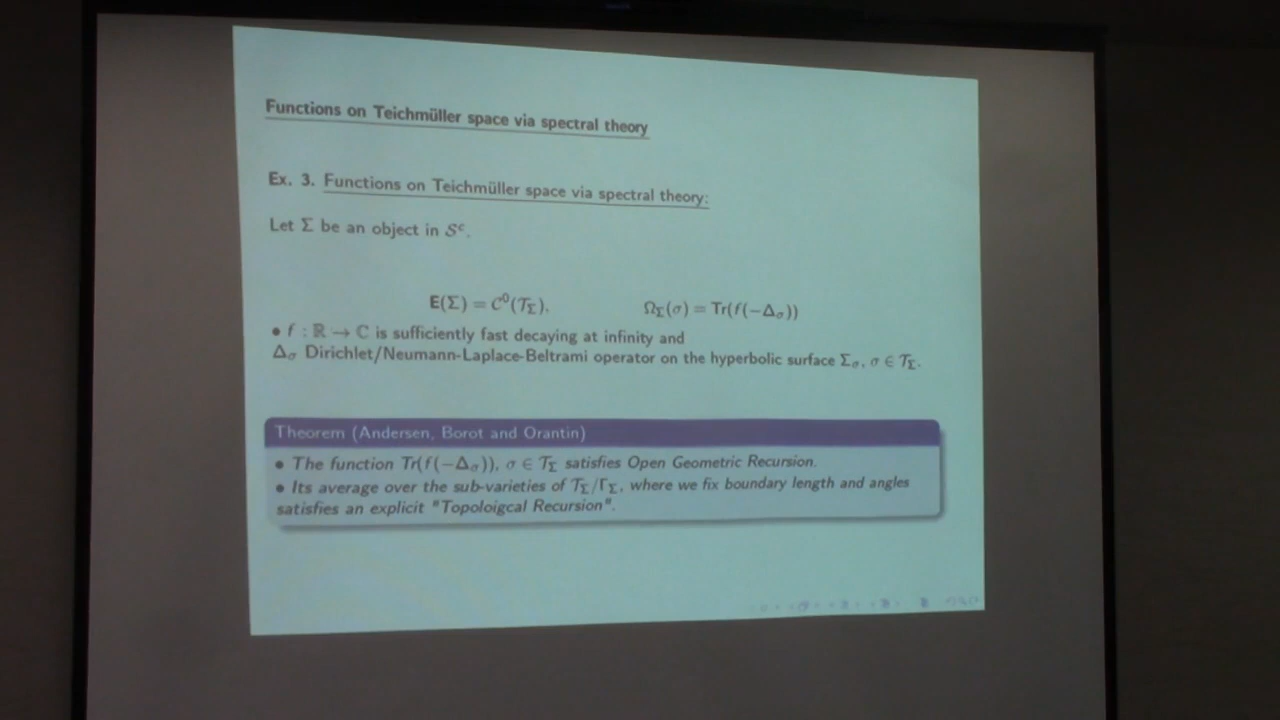 Functions on Teichmüller space via spectral theory
Ex. 3. Functions on Teichmüller space via spectral theory:
Let Σ be an object in 𝒮ᶜ.
E(Σ) = 𝒞⁰(𝒯_Σ), Ω_Σ(σ) = Tr(f(−Δ_σ))
• f : ℝ → ℂ is sufficiently fast decaying at infinity and
Δ_σ Dirichlet/Neumann-Laplace-Beltrami operator on the hyperbolic surface Σ_σ, σ ∈ 𝒯_Σ.
Theorem (Andersen, Borot and Orantin)
• The function Tr(f(−Δ_σ)), σ ∈ 𝒯_Σ satisfies Open Geometric Recursion.
• Its average over the sub-varieties of 𝒯_Σ/Γ_Σ, where we fix boundary length and angles
satisfies an explicit "Topoloigcal Recursion".